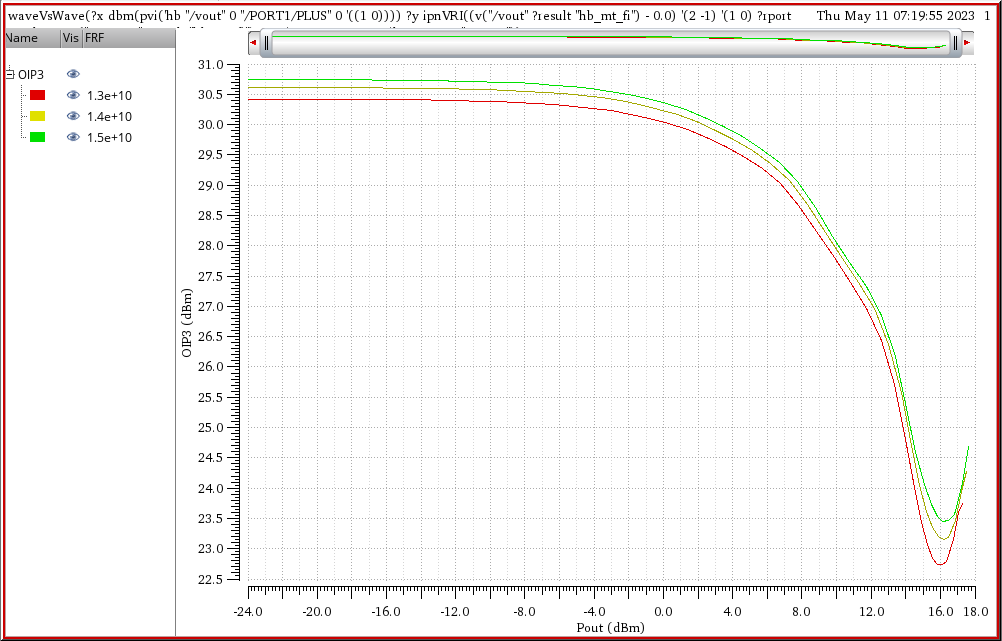 waveVsWave(?x dbm(pvi('hb "/vout" 0 "/PORT1/PLUS" 0 '((1 0)))) ?y ipnVRI((v("/vout" ?result "hb_mt_fi") - 0.0) '(2 -1) '(1 0) ?rport Thu May 11 07:19:55 2023 1
Name Vis FRF
OIP3
1.3e+10
1.4e+10
1.5e+10
31.0
30.5
30.0
29.5
29.0
28.5
28.0
27.5
27.0
26.5
26.0
25.5
25.0
24.5
24.0
23.5
23.0
22.5
OIP3 (dBm)
-24.0 -20.0 -16.0 -12.0 -8.0 -4.0 0.0 4.0 8.0 12.0 16.0 18.0
Pout (dBm)